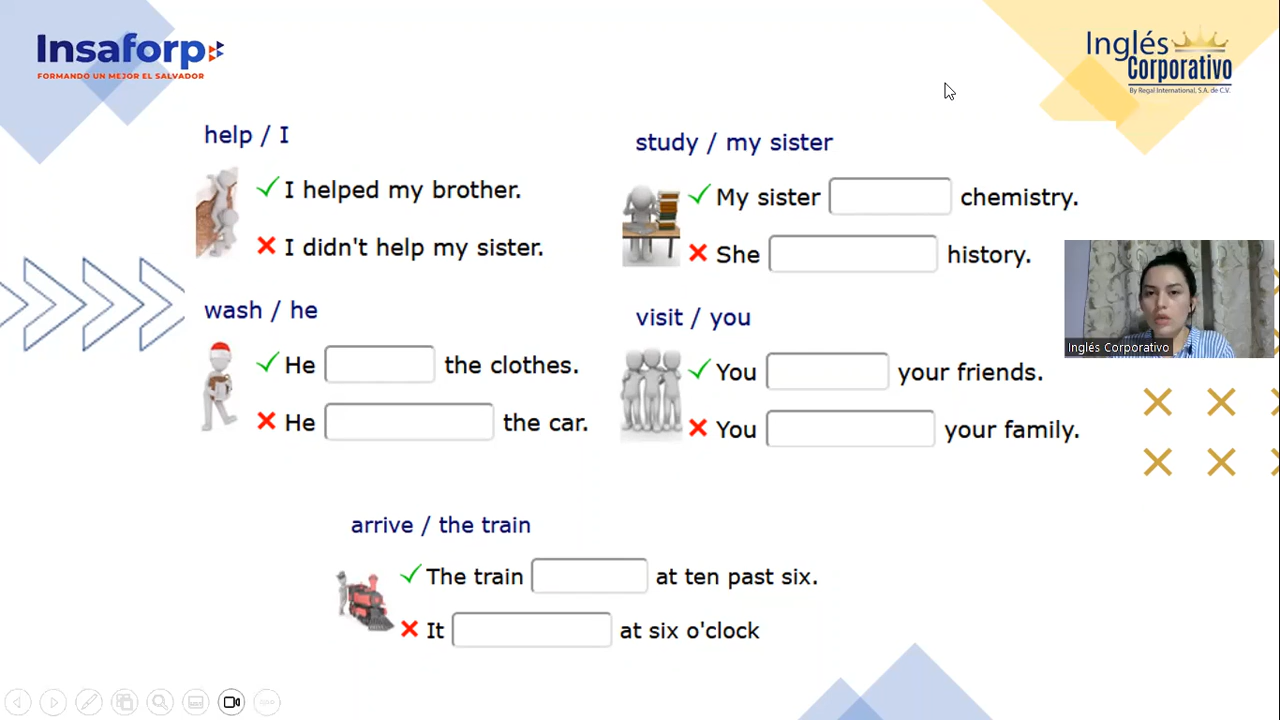 Insaforp
FORMANDO UN MEJOR EL SALVADOR
Inglés
Corporativo
By Regal International, S.A. de C.V.
help / I
I helped my brother.
I didn't help my sister.
wash / he
He the clothes.
He the car.
study / my sister
My sister chemistry.
She history.
visit / you
You your friends.
You your family.
arrive / the train
The train at ten past six.
It at six o'clock
Inglés Corporativo